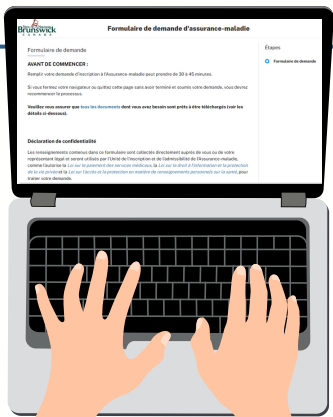 Brunswick
CANADA
Formulaire de demande d'assurance-maladie
Formulaire de demande
AVANT DE COMMENCER :
Remplir votre demande d'inscription à l'Assurance-maladie peut prendre de 30 à 45 minutes.
Si vous fermez votre navigateur ou quittez cette page sans avoir terminé et soumis votre demande, vous devrez
recommencer le processus.
Veuillez vous assurer que tous les documents dont vous avez besoin sont prêts à être téléchargés (voir les
détails ci-dessous).
Déclaration de confidentialité
Les renseignements contenus dans ce formulaire sont collectés directement auprès de vous ou de votre
représentant légal et seront utilisés par l'Unité de l'inscription et de l'admissibilité de l'Assurance-maladie,
comme l'autorise la Loi sur le paiement des services médicaux, la Loi sur le droit à l'information et la protection
de la vie privée et la Loi sur l'accès et la protection en matière de renseignements personnels sur la santé, pour
traiter votre demande.
Étapes
Formulaire de demande